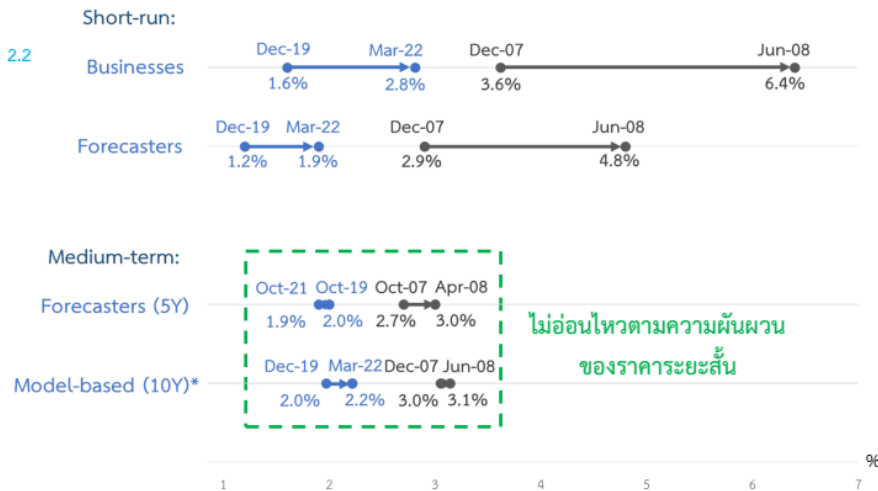 Short-run:
2.2
Dec-19 Mar-22 Dec-07 Jun-08
Businesses
1.6% 2.8% 3.6% 6.4%
Dec-19 Mar-22 Dec-07 Jun-08
Forecasters
1.2% 1.9% 2.9% 4.8%
Medium-term:
Oct-21 Oct-19 Oct-07 Apr-08
Forecasters (5Y)
1.9% 2.0% 2.7% 3.0%
ไม่อ่อนไหวตามความผันผวน
ของราคาระยะสั้น
Dec-19 Mar-22 Dec-07 Jun-08
Model-based (10Y)*
2.0% 2.2% 3.0% 3.1%
%
1 2 3 4 5 6 7